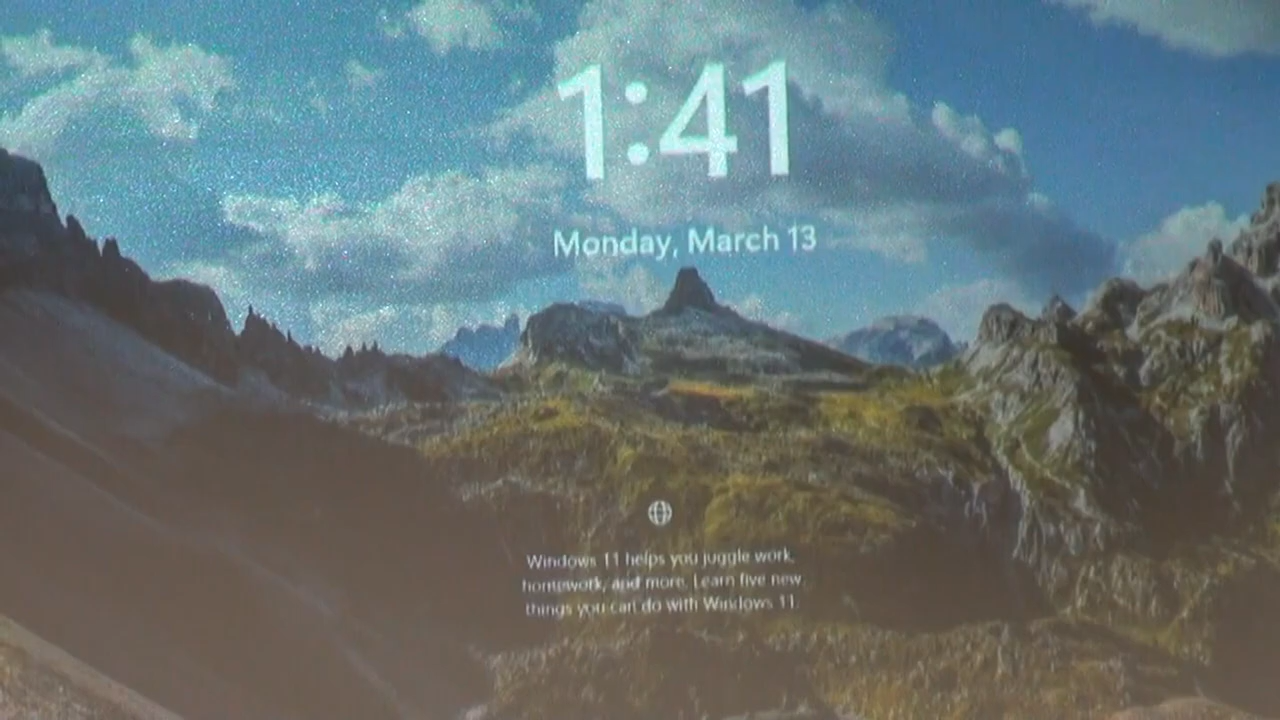 1:41
Monday, March 13
Windows 11 helps you juggle work,
homework, and more. Learn five new
things you can do with Windows 11.